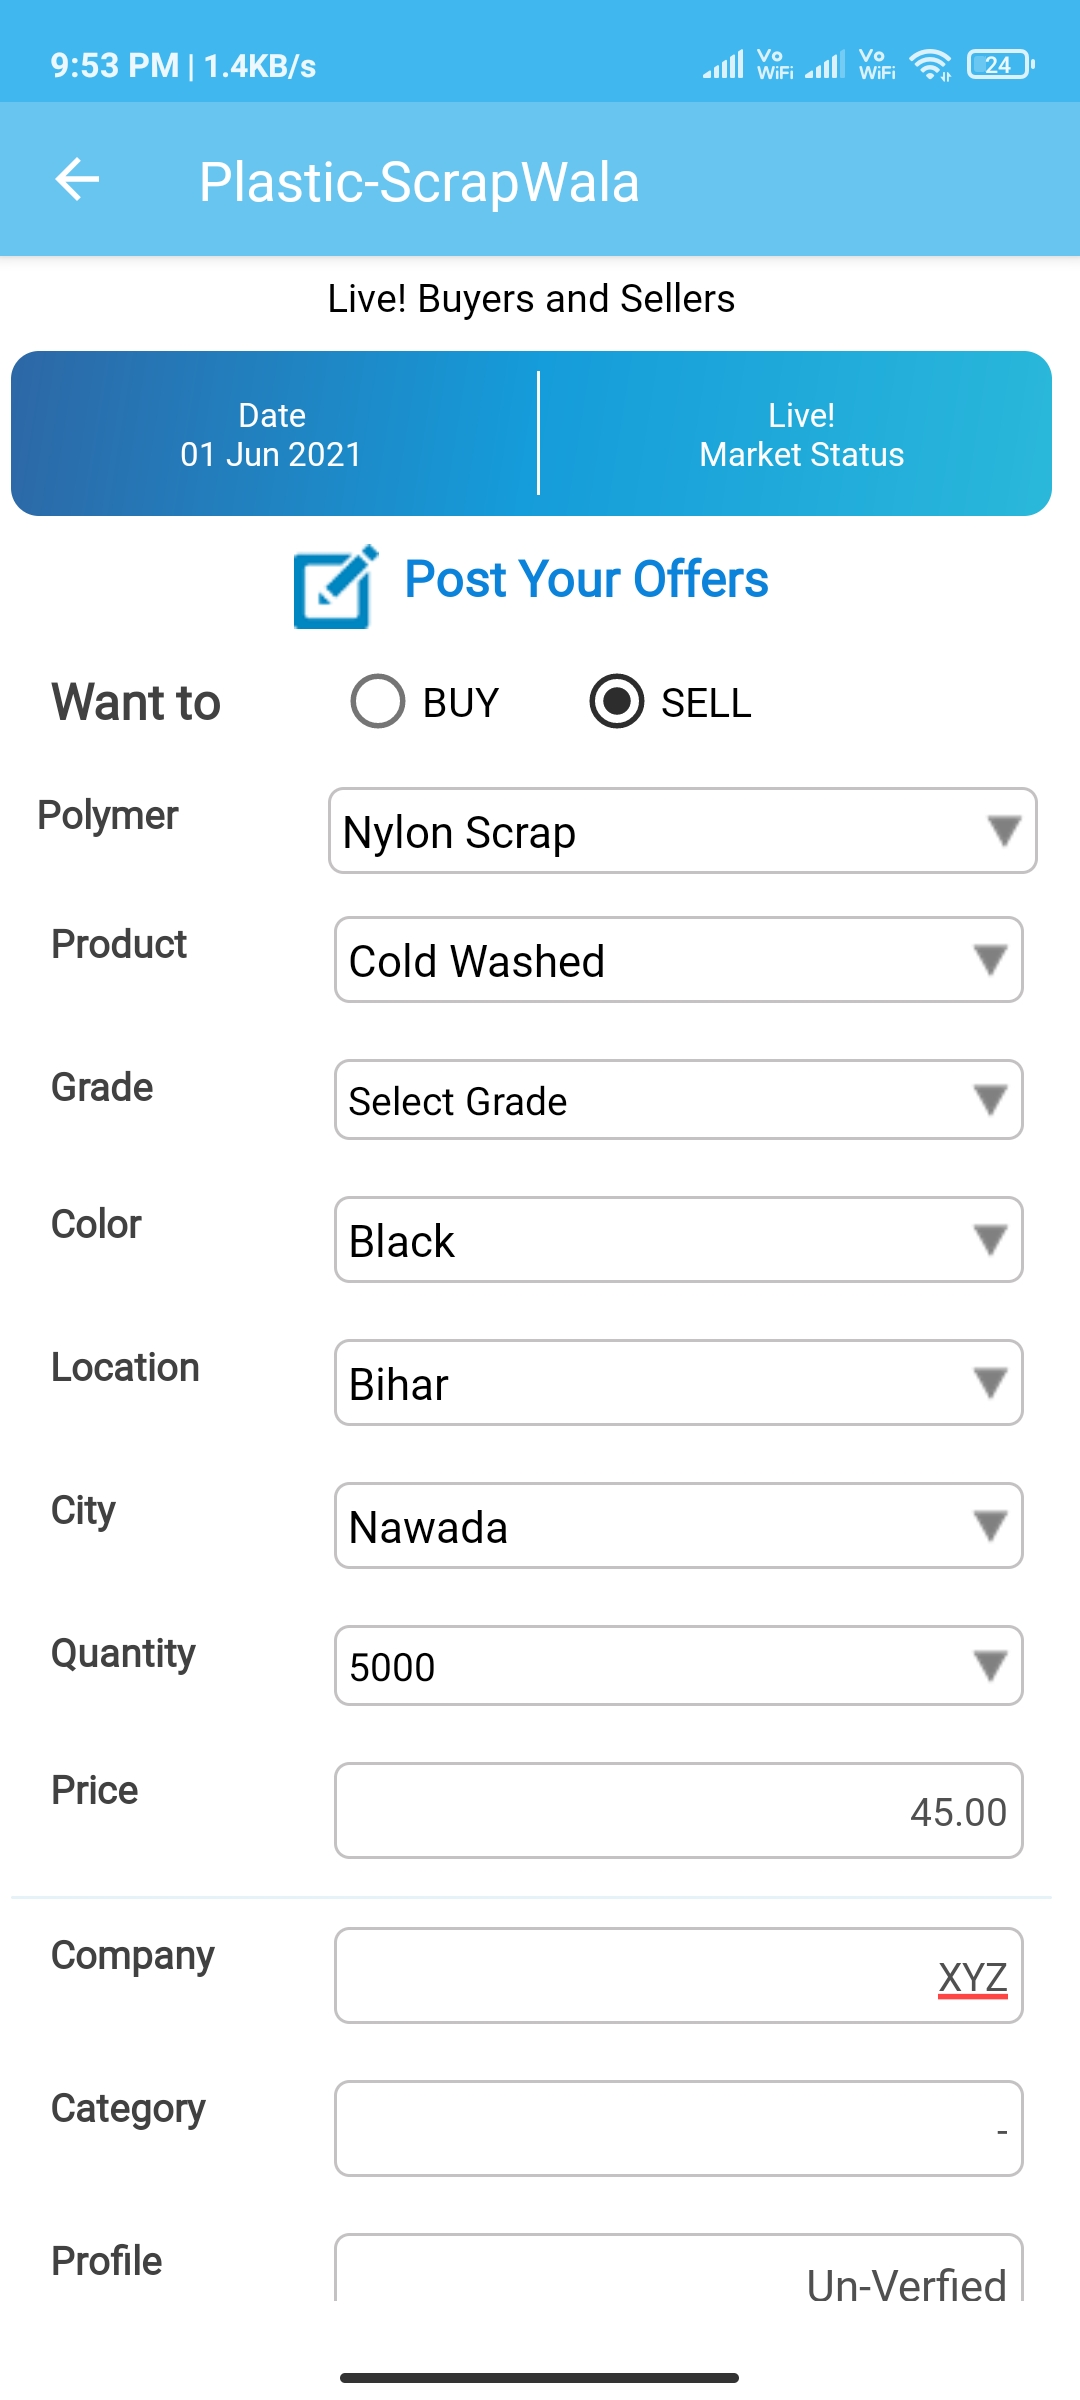 9:53 PM | 1.4KB/s Vo WiFi Vo WiFi 24
Plastic-ScrapWala
Live! Buyers and Sellers
Date
01 Jun 2021
Live!
Market Status
Post Your Offers
Want to BUY SELL
Polymer Nylon Scrap
Product Cold Washed
Grade Select Grade
Color Black
Location Bihar
City Nawada
Quantity 5000
Price 45.00
Company XYZ
Category -
Profile Un-Verfied